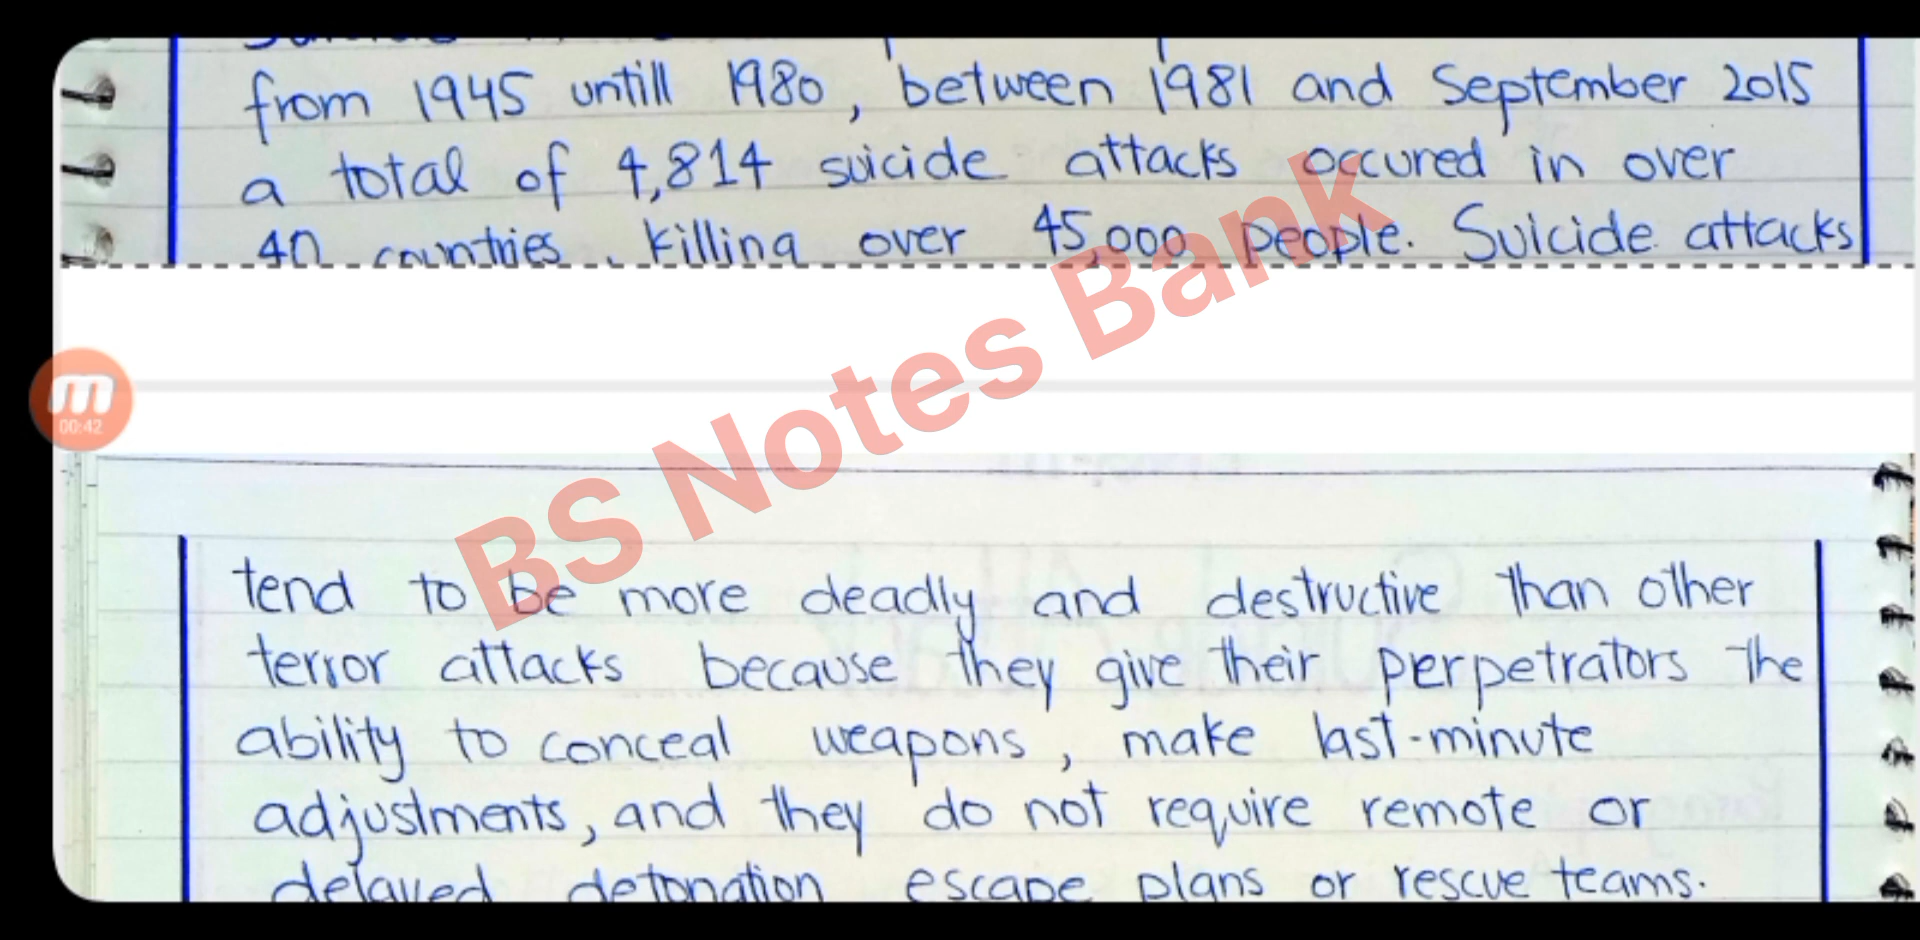 from 1945 untill 1980, between 1981 and September 2015
a total of 4,814 suicide attacks occured in over
40 countries, killing over 45,000 people. Suicide attacks
BS Notes Bank
00:42
tend to be more deadly and destructive than other
terror attacks because they give their perpetrators the
ability to conceal weapons, make last-minute
adjustments, and they do not require remote or
delayed detonation escape plans or rescue teams.